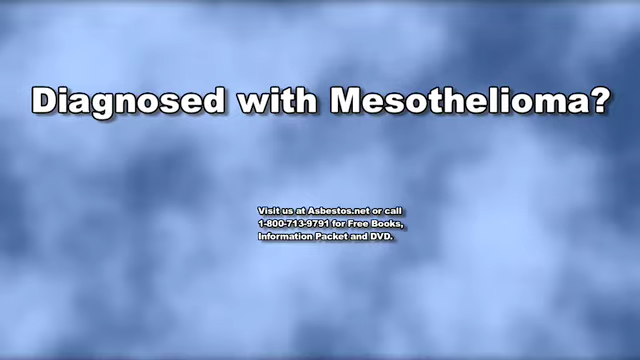 Diagnosed with Mesothelioma?
Visit us at Asbestos.net or call
1-800-713-9791 for Free Books,
Information Packet and DVD.